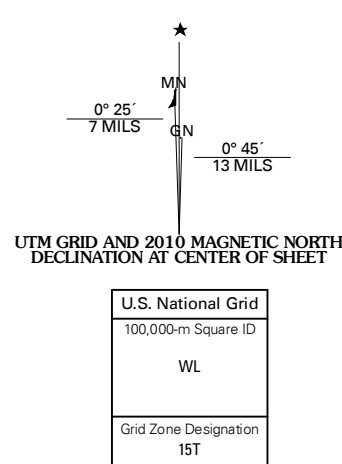 MN
0° 25´
7 MILS
GN
0° 45´
13 MILS
UTM GRID AND 2010 MAGNETIC NORTH
DECLINATION AT CENTER OF SHEET
U.S. National Grid
100,000-m Square ID
WL
Grid Zone Designation
15T